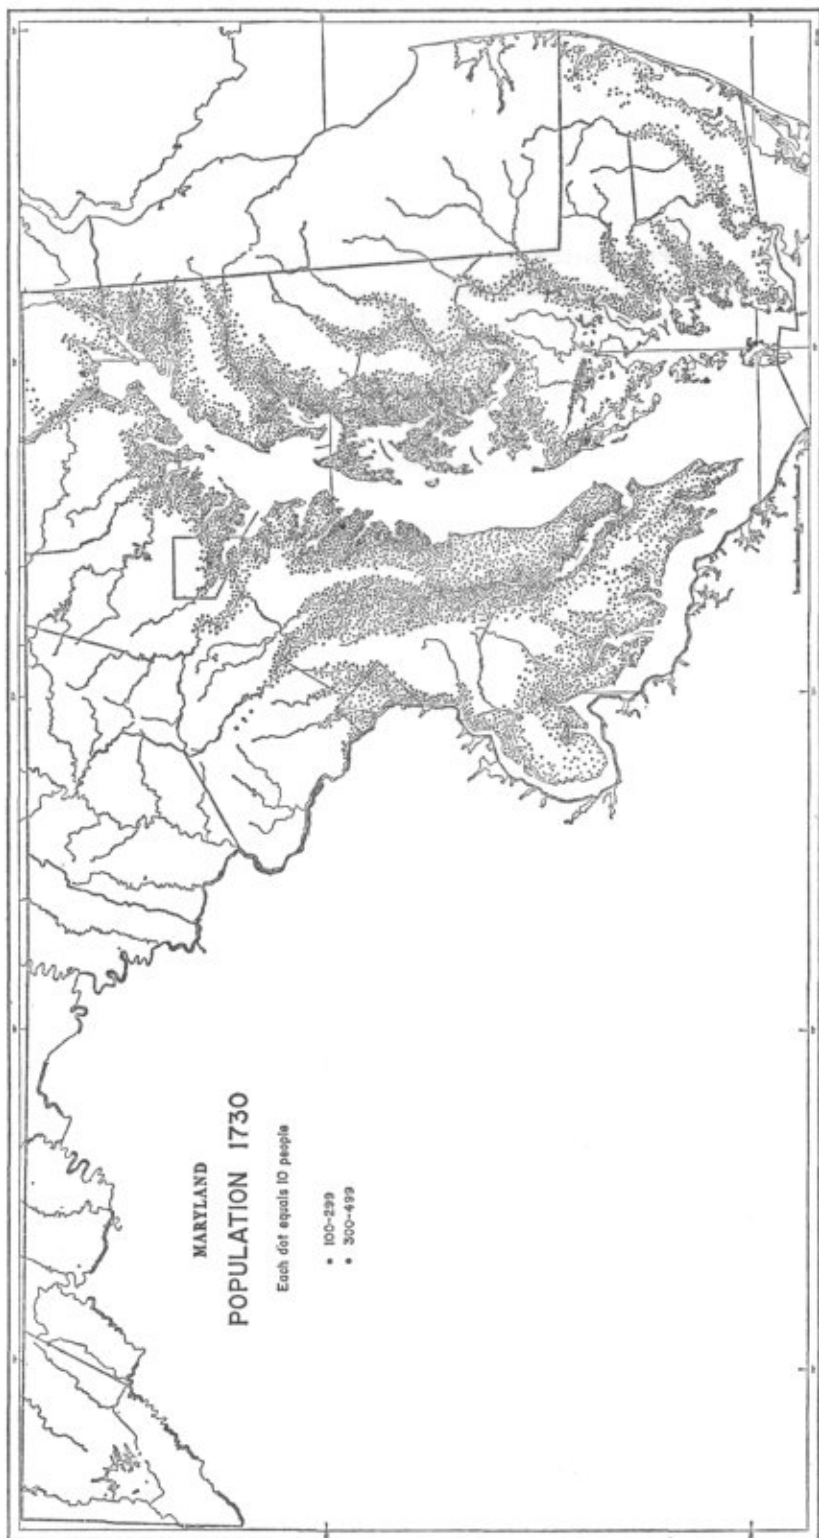 MARYLAND
POPULATION 1730
Each dot equals 10 people
• 100-299
• 300-499